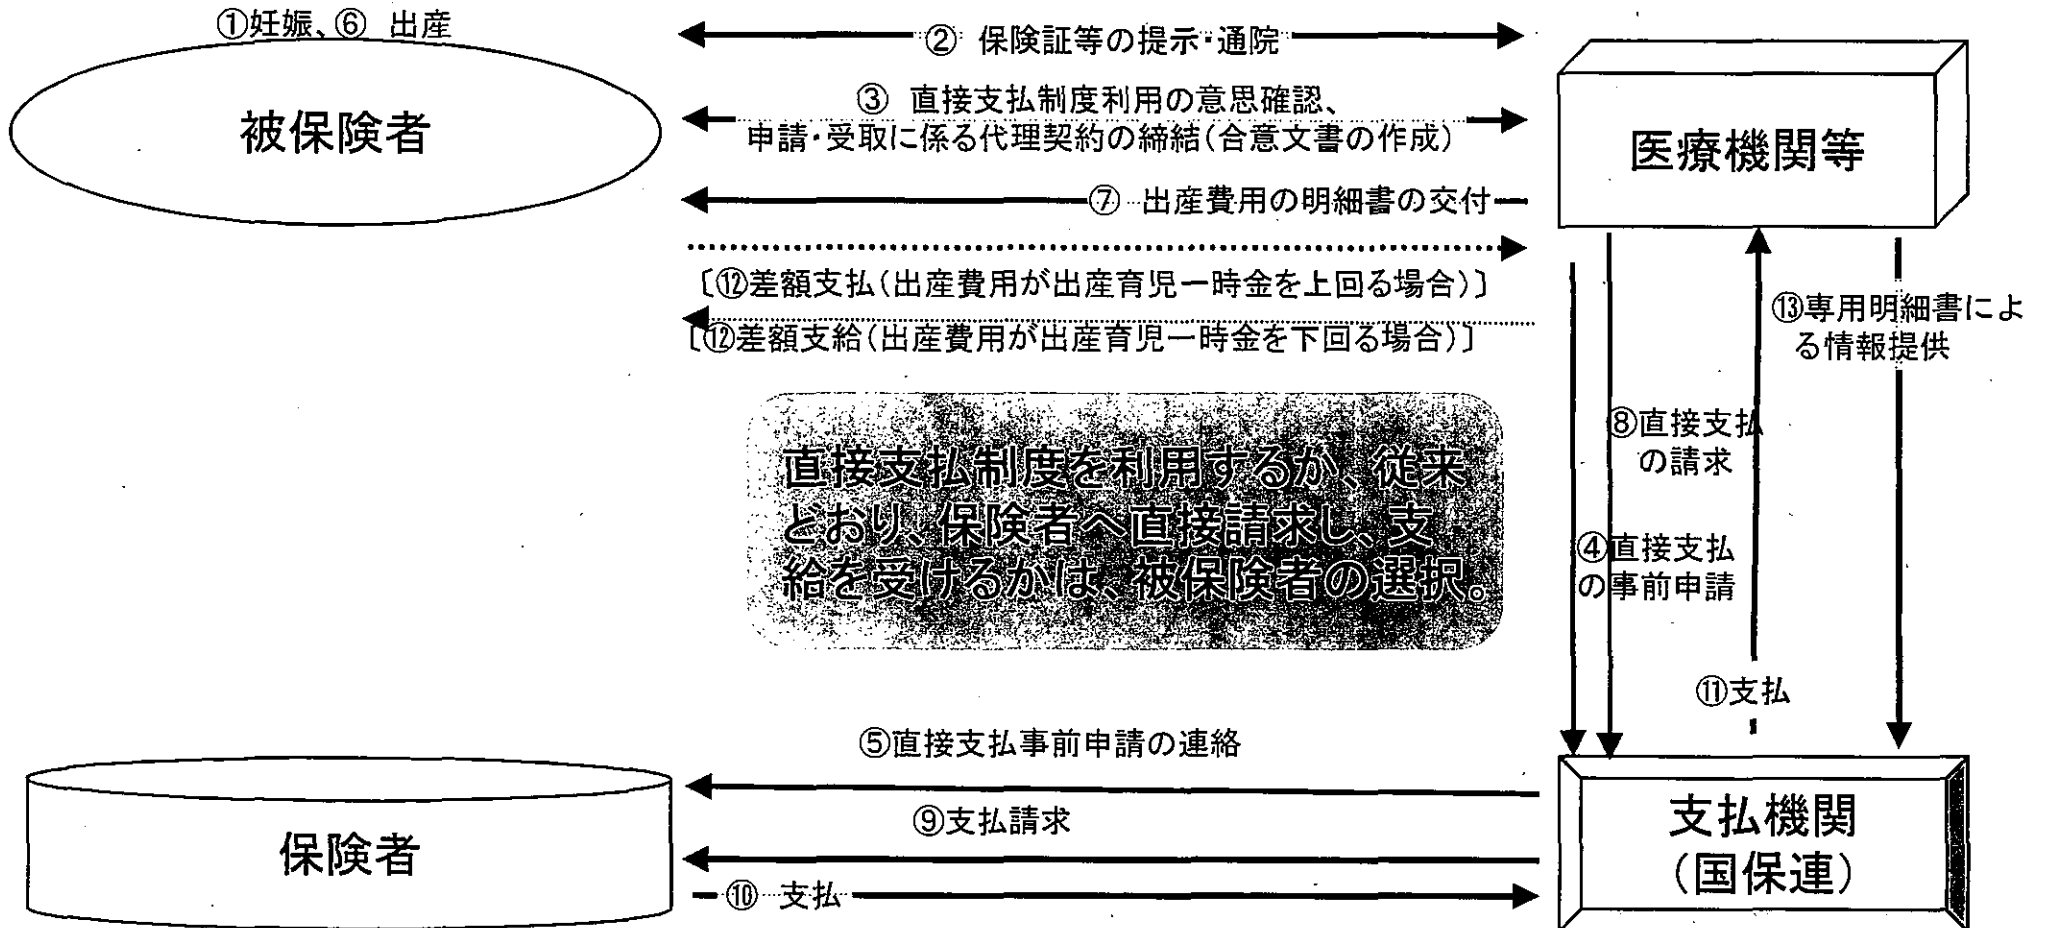 ①妊娠、⑥ 出産
② 保険証等の提示・通院
被保険者
③ 直接支払制度利用の意思確認、
申請・受取に係る代理契約の締結(合意文書の作成)
医療機関等
⑦ 出産費用の明細書の交付
〔⑫差額支払(出産費用が出産育児一時金を上回る場合)〕
〔⑫差額支給(出産費用が出産育児一時金を下回る場合)〕
⑬専用明細書によ
る情報提供
⑧直接支払
の請求
直接支払制度を利用するか、従来
どおり、保険者へ直接請求し、支
給を受けるかは、被保険者の選択。
④直接支払
の事前申請
⑪支払
⑤直接支払事前申請の連絡
⑨支払請求
保険者
⑩ 支払
支払機関
(国保連)